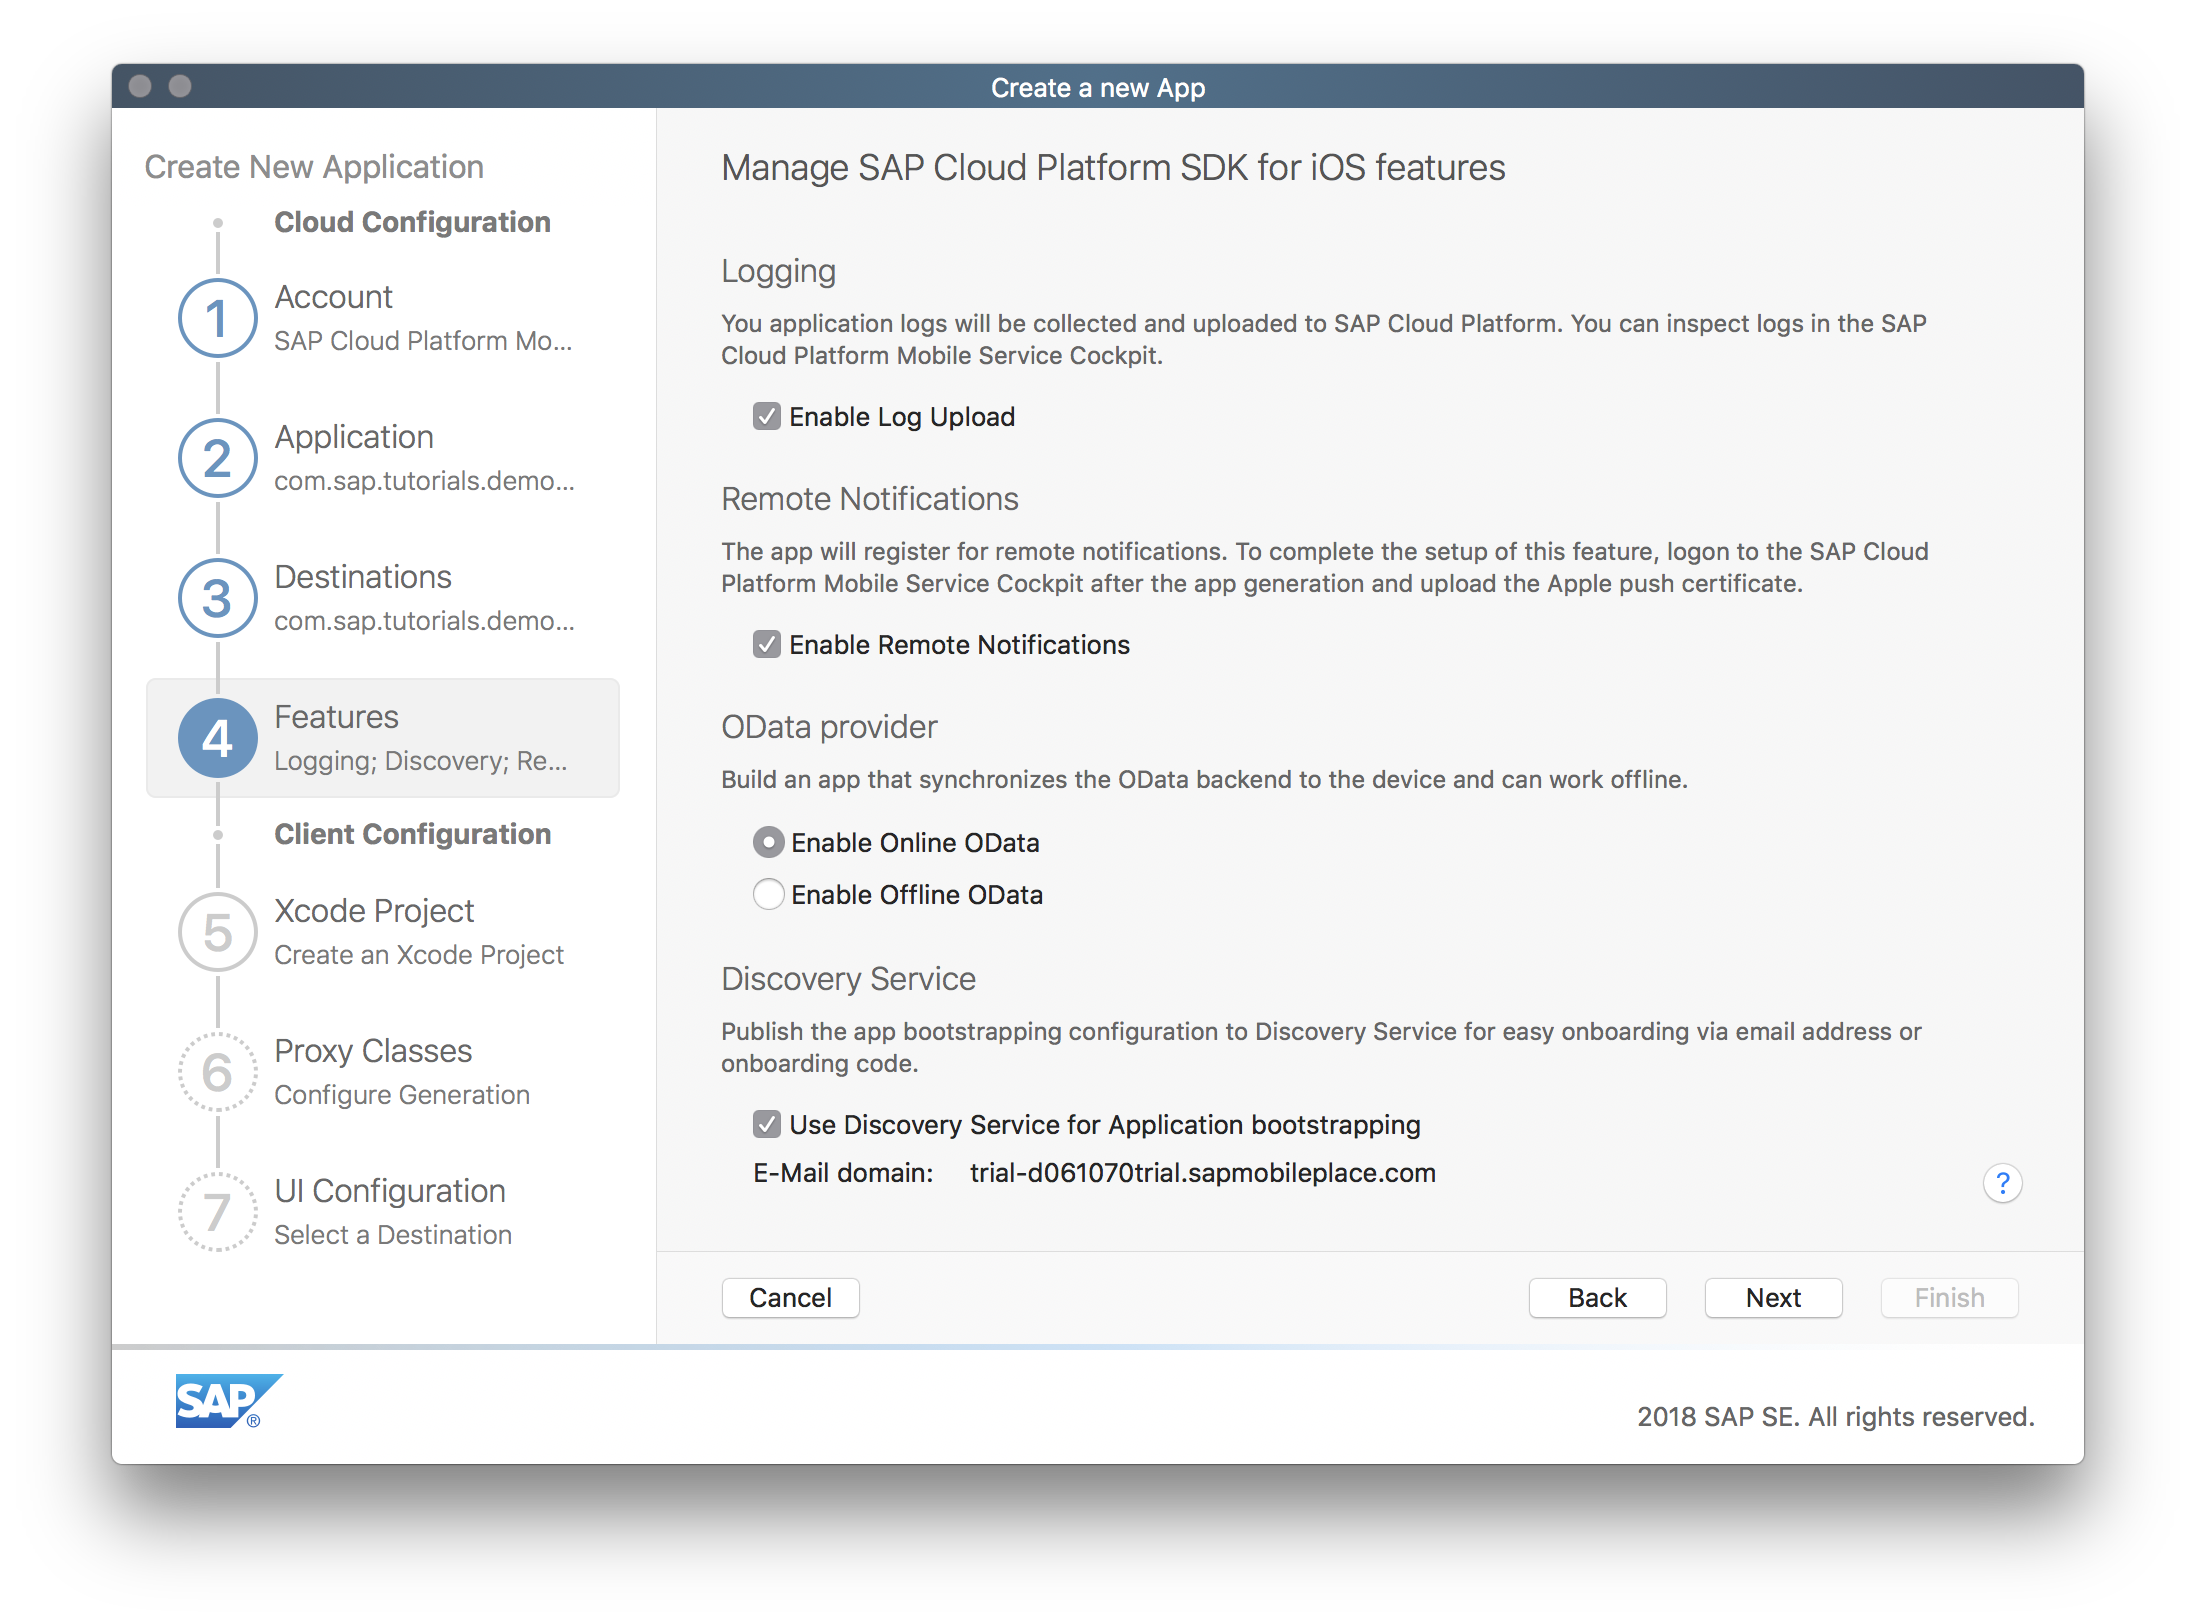 Create a new App
Create New Application
Cloud Configuration
1
Account
SAP Cloud Platform Mo...
2
Application
com.sap.tutorials.demo...
3
Destinations
com.sap.tutorials.demo...
4
Features
Logging; Discovery; Re...
Client Configuration
5
Xcode Project
Create an Xcode Project
6
Proxy Classes
Configure Generation
7
UI Configuration
Select a Destination
Manage SAP Cloud Platform SDK for iOS features
Logging
You application logs will be collected and uploaded to SAP Cloud Platform. You can inspect logs in the SAP
Cloud Platform Mobile Service Cockpit.
Enable Log Upload
Remote Notifications
The app will register for remote notifications. To complete the setup of this feature, logon to the SAP Cloud
Platform Mobile Service Cockpit after the app generation and upload the Apple push certificate.
Enable Remote Notifications
OData provider
Build an app that synchronizes the OData backend to the device and can work offline.
Enable Online OData
Enable Offline OData
Discovery Service
Publish the app bootstrapping configuration to Discovery Service for easy onboarding via email address or
onboarding code.
Use Discovery Service for Application bootstrapping
E-Mail domain: trial-d061070trial.sapmobileplace.com
?
Cancel Back Next Finish
SAP®
2018 SAP SE. All rights reserved.